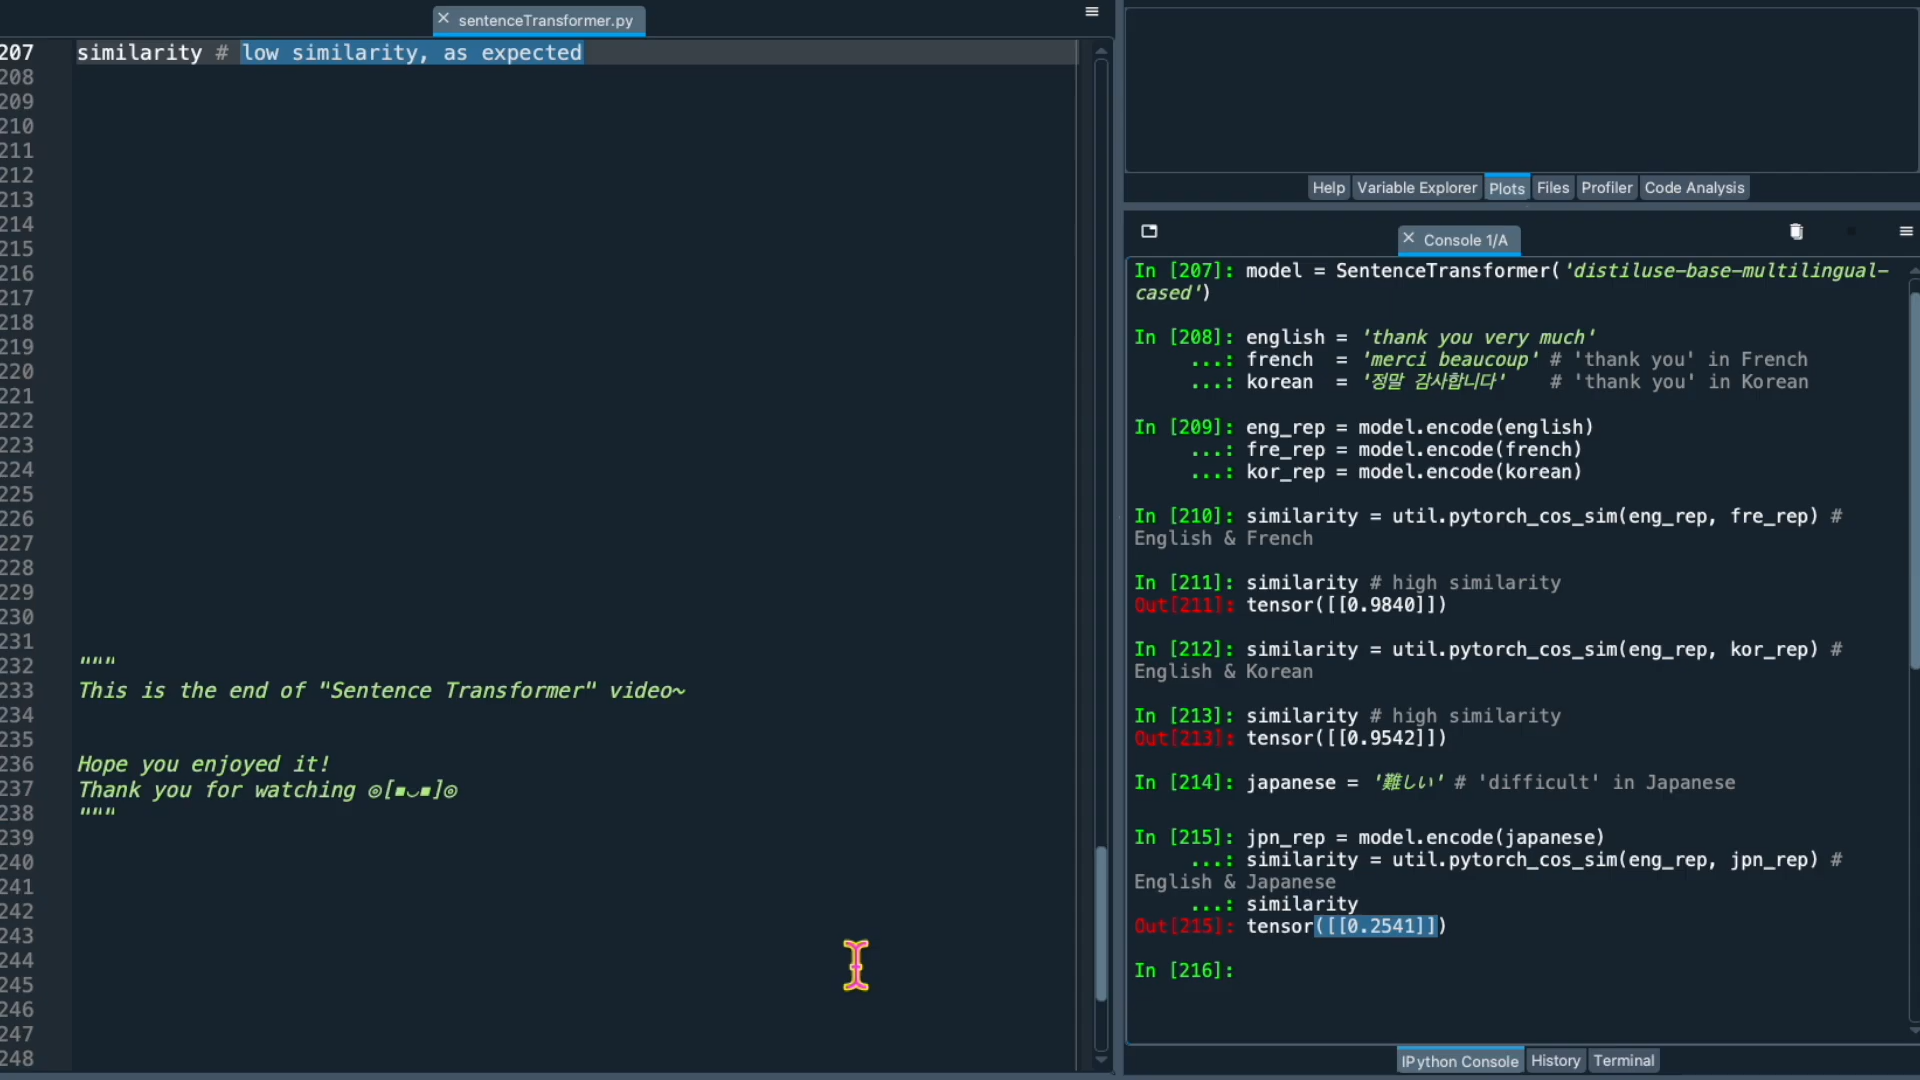 sentenceTransformer.py
207 similarity # low similarity, as expected
208
209
210
211
212
213
214
215
216
217
218
219
220
221
222
223
224
225
226
227
228
229
230
231
232 """
233 This is the end of "Sentence Transformer" video~
234
235
236 Hope you enjoyed it!
237 Thank you for watching ◎[▪‿▪]◎
238 """
239
240
241
242
243
244
245
246
247
248
Help Variable Explorer Plots Files Profiler Code Analysis
Console 1/A
In [207]: model = SentenceTransformer('distiluse-base-multilingual-
cased')
In [208]: english = 'thank you very much'
...: french = 'merci beaucoup' # 'thank you' in French
...: korean = '정말 감사합니다' # 'thank you' in Korean
In [209]: eng_rep = model.encode(english)
...: fre_rep = model.encode(french)
...: kor_rep = model.encode(korean)
In [210]: similarity = util.pytorch_cos_sim(eng_rep, fre_rep) #
English & French
In [211]: similarity # high similarity
Out[211]: tensor([[0.9840]])
In [212]: similarity = util.pytorch_cos_sim(eng_rep, kor_rep) #
English & Korean
In [213]: similarity # high similarity
Out[213]: tensor([[0.9542]])
In [214]: japanese = '難しい' # 'difficult' in Japanese
In [215]: jpn_rep = model.encode(japanese)
...: similarity = util.pytorch_cos_sim(eng_rep, jpn_rep) #
English & Japanese
...: similarity
Out[215]: tensor([[0.2541]])
In [216]:
IPython Console History Terminal